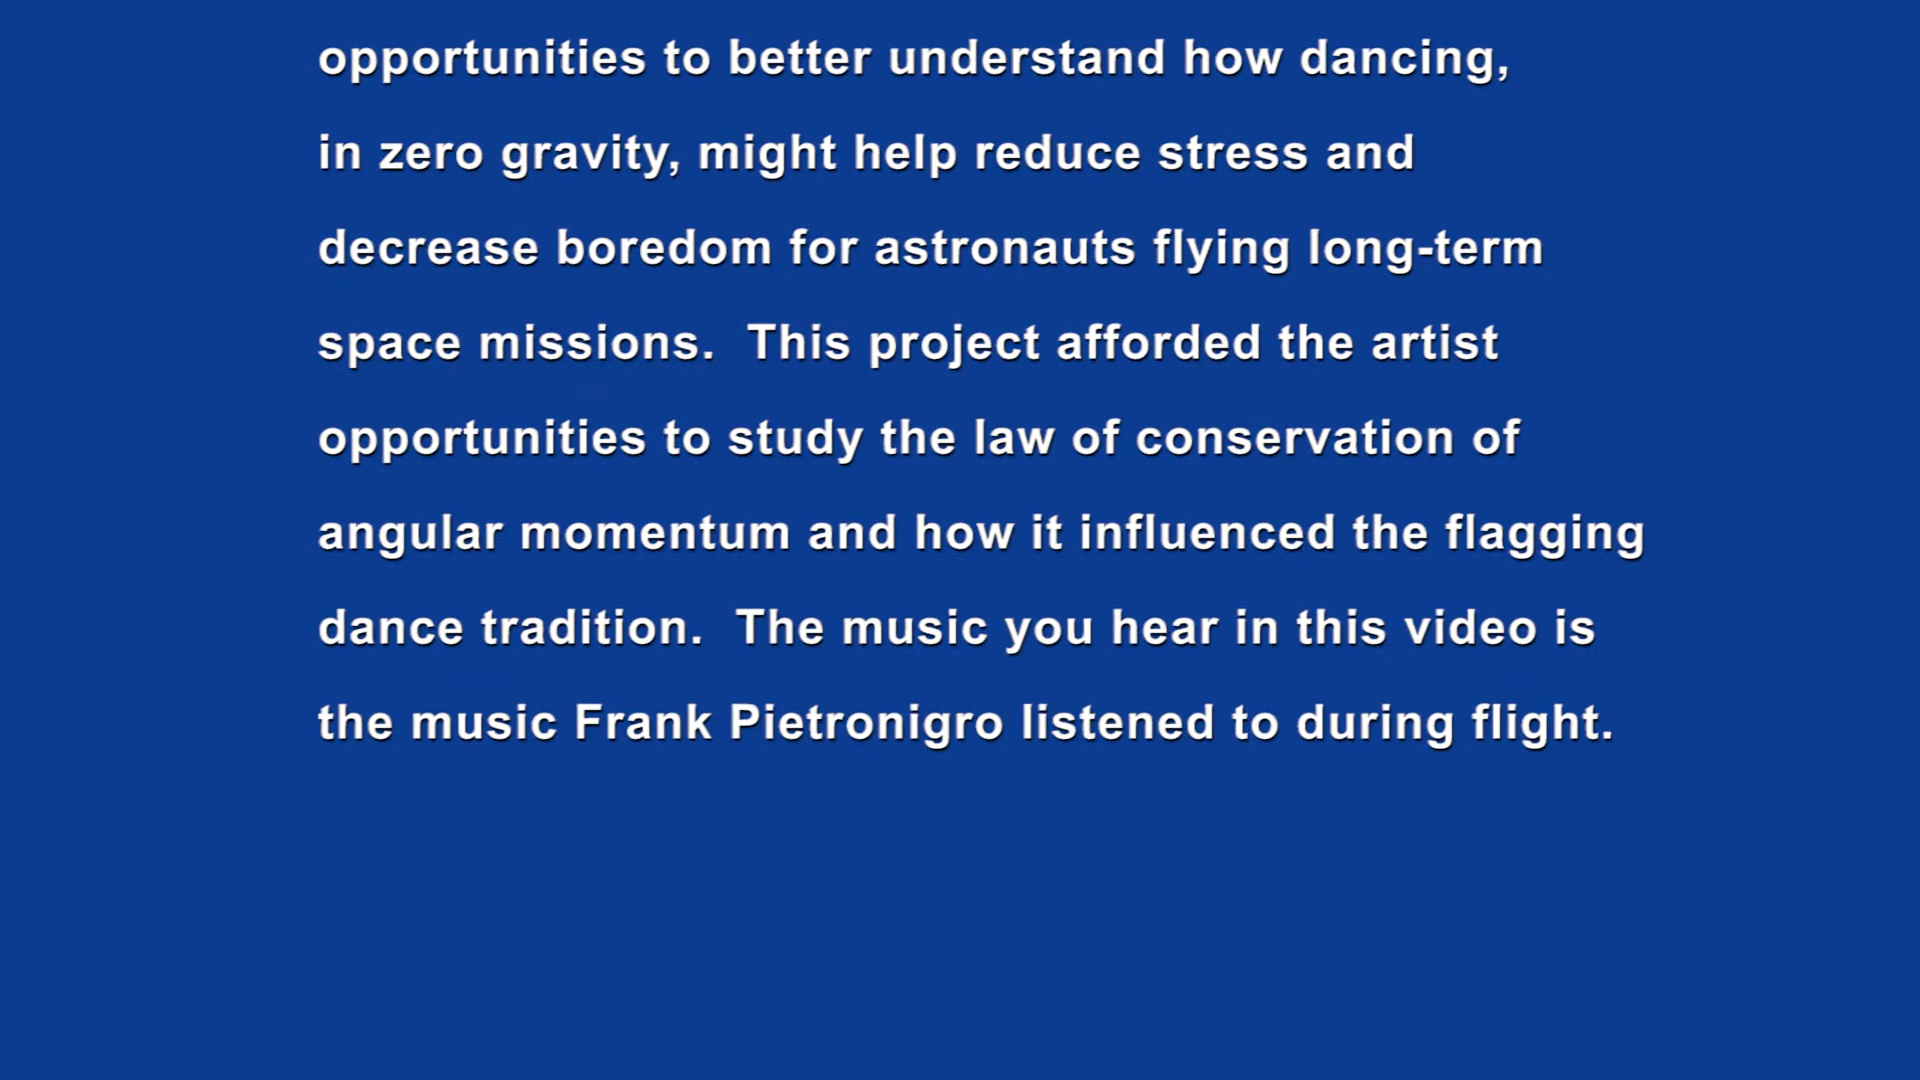 opportunities to better understand how dancing,
in zero gravity, might help reduce stress and
decrease boredom for astronauts flying long-term
space missions.  This project afforded the artist
opportunities to study the law of conservation of
angular momentum and how it influenced the flagging
dance tradition.  The music you hear in this video is
the music Frank Pietronigro listened to during flight.